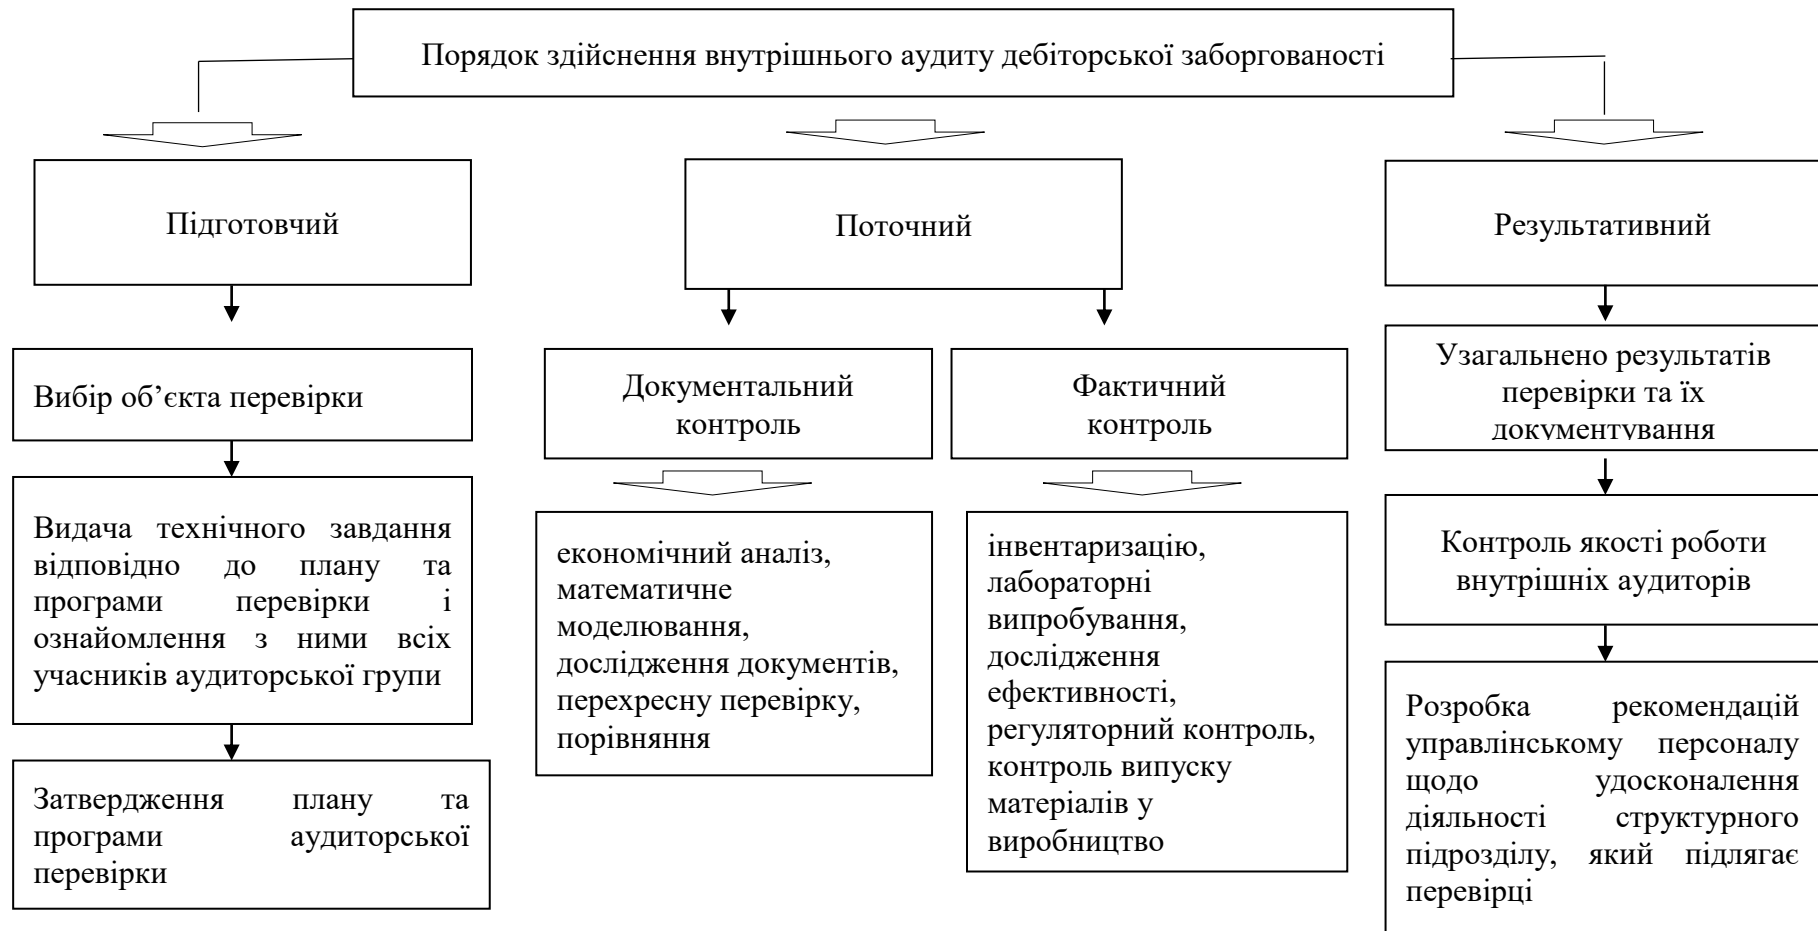 Порядок здійснення внутрішнього аудиту дебіторської заборгованості
Підготовчий
Поточний
Результативний
Вибір об’єкта перевірки
Видача технічного завдання
відповідно до плану та
програми перевірки і
ознайомлення з ними всіх
учасників аудиторської групи
Затвердження плану та
програми аудиторської
перевірки
Документальний
контроль
економічний аналіз,
математичне
моделювання,
дослідження документів,
перехресну перевірку,
порівняння
Фактичний
контроль
інвентаризацію,
лабораторні
випробування,
дослідження
ефективності,
регуляторний контроль,
контроль випуску
матеріалів у
виробництво
Узагальнено результатів
перевірки та їх
документування
Контроль якості роботи
внутрішніх аудиторів
Розробка рекомендацій
управлінському персоналу
щодо удосконалення
діяльності структурного
підрозділу, який підлягає
перевірці